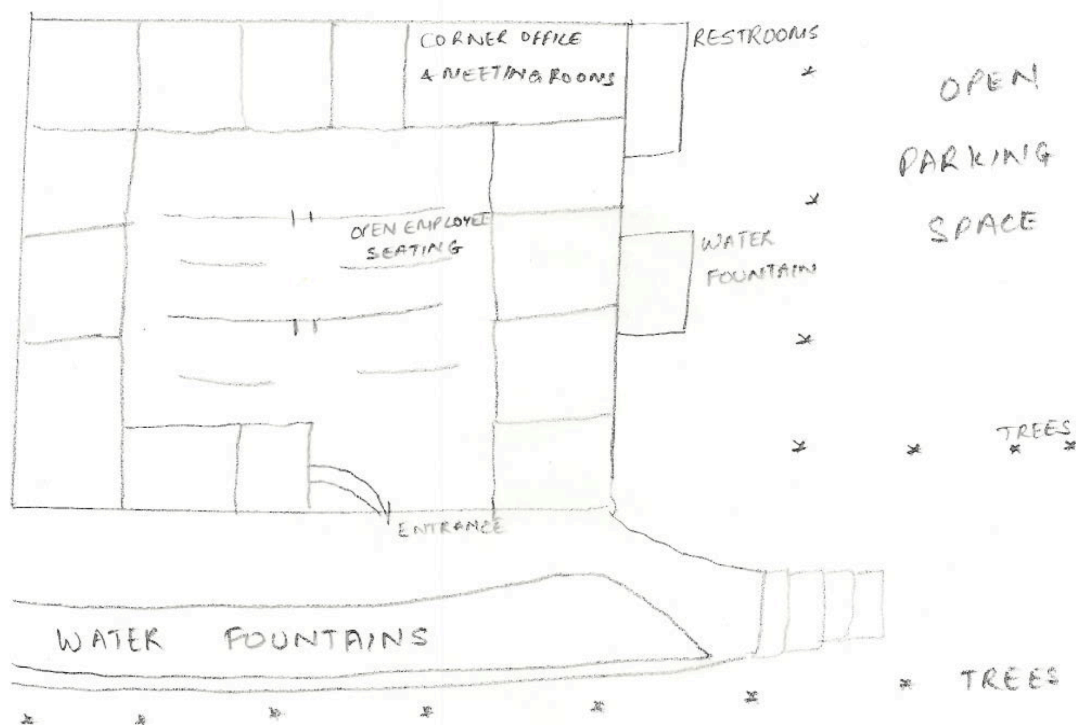 CORNER OFFICE
& MEETING ROOMS
RESTROOMS
OPEN
PARKING
SPACE
OPEN EMPLOYEE
SEATING
WATER
FOUNTAIN
TREES
ENTRANCE
WATER FOUNTAINS
TREES